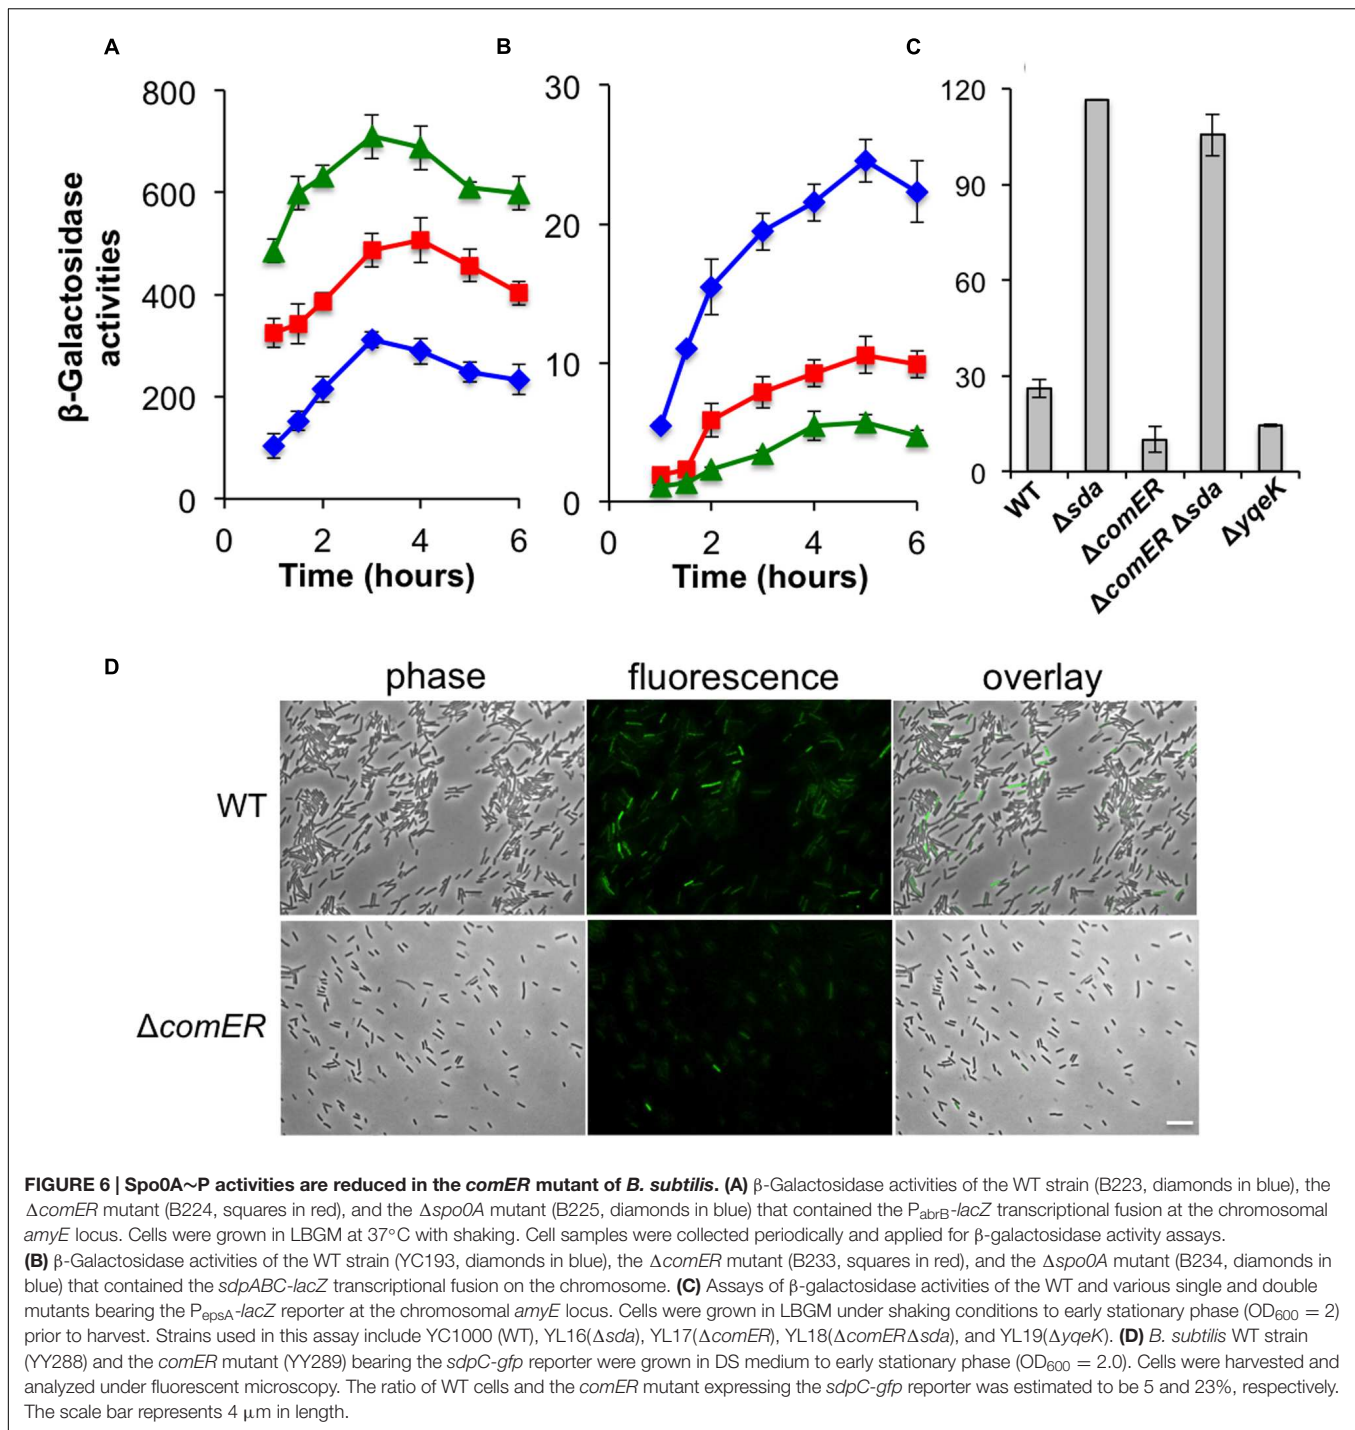 A
B
C
β-Galactosidase
activities
800
600
400
200
0
0
2
4
6
Time (hours)
30
20
10
0
0
2
4
6
Time (hours)
120
90
60
30
0
WT
Δsda
ΔcomER
ΔcomER Δsda
ΔyqeK
D
phase
fluorescence
overlay
WT
ΔcomER
FIGURE 6 | Spo0A~P activities are reduced in the comER mutant of B. subtilis. (A) β-Galactosidase activities of the WT strain (B223, diamonds in blue), the
ΔcomER mutant (B224, squares in red), and the Δspo0A mutant (B225, diamonds in blue) that contained the PabrB-lacZ transcriptional fusion at the chromosomal
amyE locus. Cells were grown in LBGM at 37°C with shaking. Cell samples were collected periodically and applied for β-galactosidase activity assays.
(B) β-Galactosidase activities of the WT strain (YC193, diamonds in blue), the ΔcomER mutant (B233, squares in red), and the Δspo0A mutant (B234, diamonds in
blue) that contained the sdpABC-lacZ transcriptional fusion on the chromosome. (C) Assays of β-galactosidase activities of the WT and various single and double
mutants bearing the PepsA-lacZ reporter at the chromosomal amyE locus. Cells were grown in LBGM under shaking conditions to early stationary phase (OD600 = 2)
prior to harvest. Strains used in this assay include YC1000 (WT), YL16(Δsda), YL17(ΔcomER), YL18(ΔcomERΔsda), and YL19(ΔyqeK). (D) B. subtilis WT strain
(YY288) and the comER mutant (YY289) bearing the sdpC-gfp reporter were grown in DS medium to early stationary phase (OD600 = 2.0). Cells were harvested and
analyzed under fluorescent microscopy. The ratio of WT cells and the comER mutant expressing the sdpC-gfp reporter was estimated to be 5 and 23%, respectively.
The scale bar represents 4 μm in length.